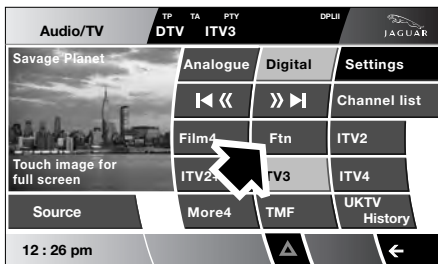 TP TA PTY DPLII
Audio/TV DTV ITV3 JAGUAR
Savage Planet Analogue Digital Settings
Channel list
Film4 Ftn ITV2
Touch image for
full screen
ITV2+ TV3 ITV4
Source More4 TMF UKTV
History
12 : 26 pm